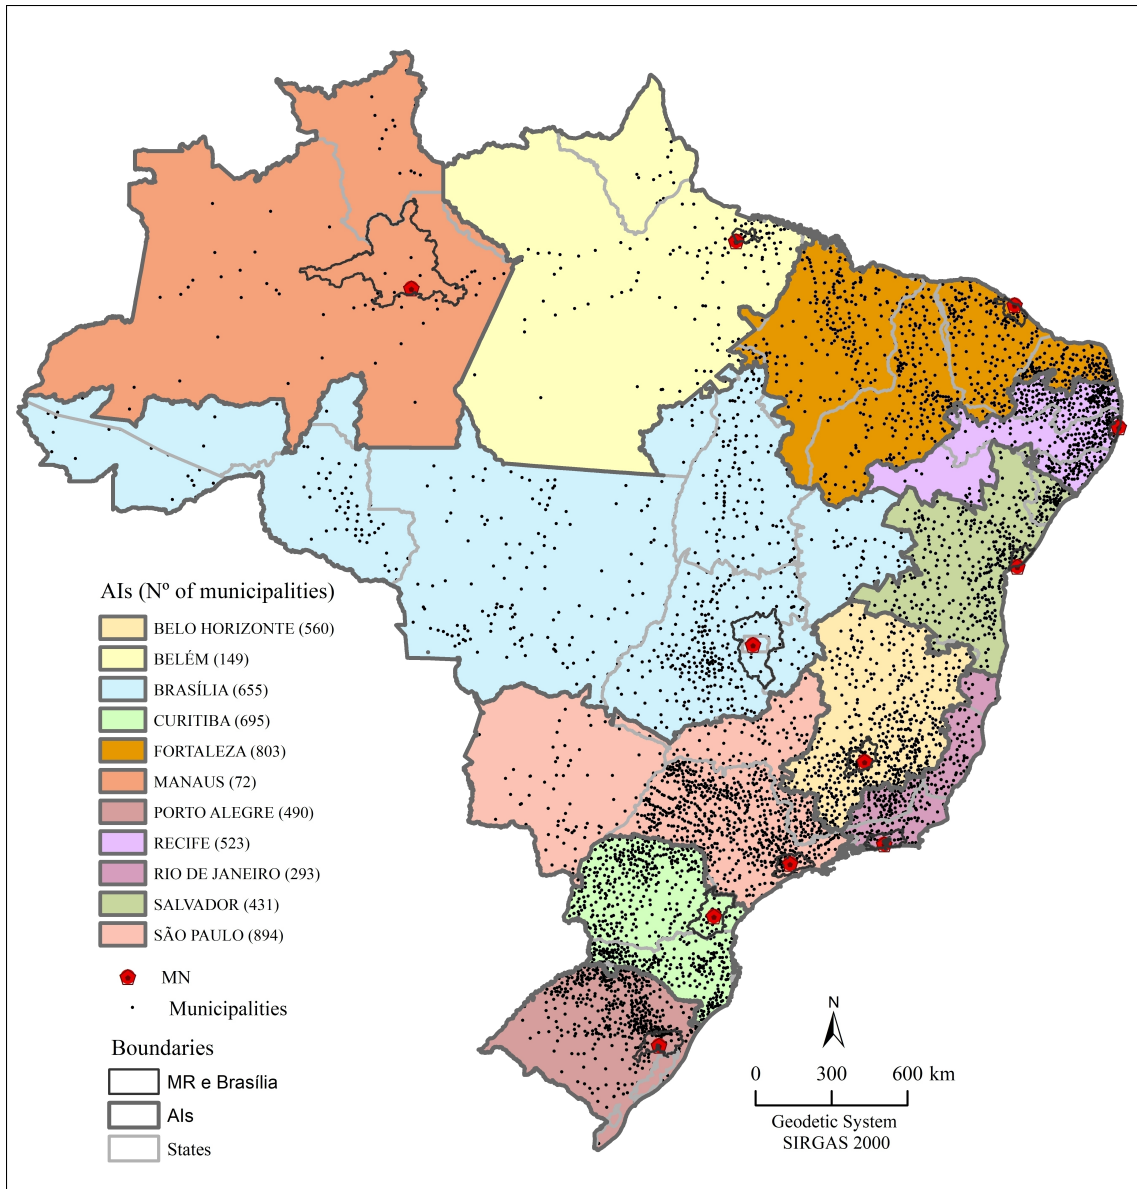 AIs (Nº of municipalities)
BELO HORIZONTE (560)
BELÉM (149)
BRASÍLIA (655)
CURITIBA (695)
FORTALEZA (803)
MANAUS (72)
PORTO ALEGRE (490)
RECIFE (523)
RIO DE JANEIRO (293)
SALVADOR (431)
SÃO PAULO (894)
MN
Municipalities
Boundaries
MR e Brasília
AIs
States
N
0 300 600 km
Geodetic System
SIRGAS 2000